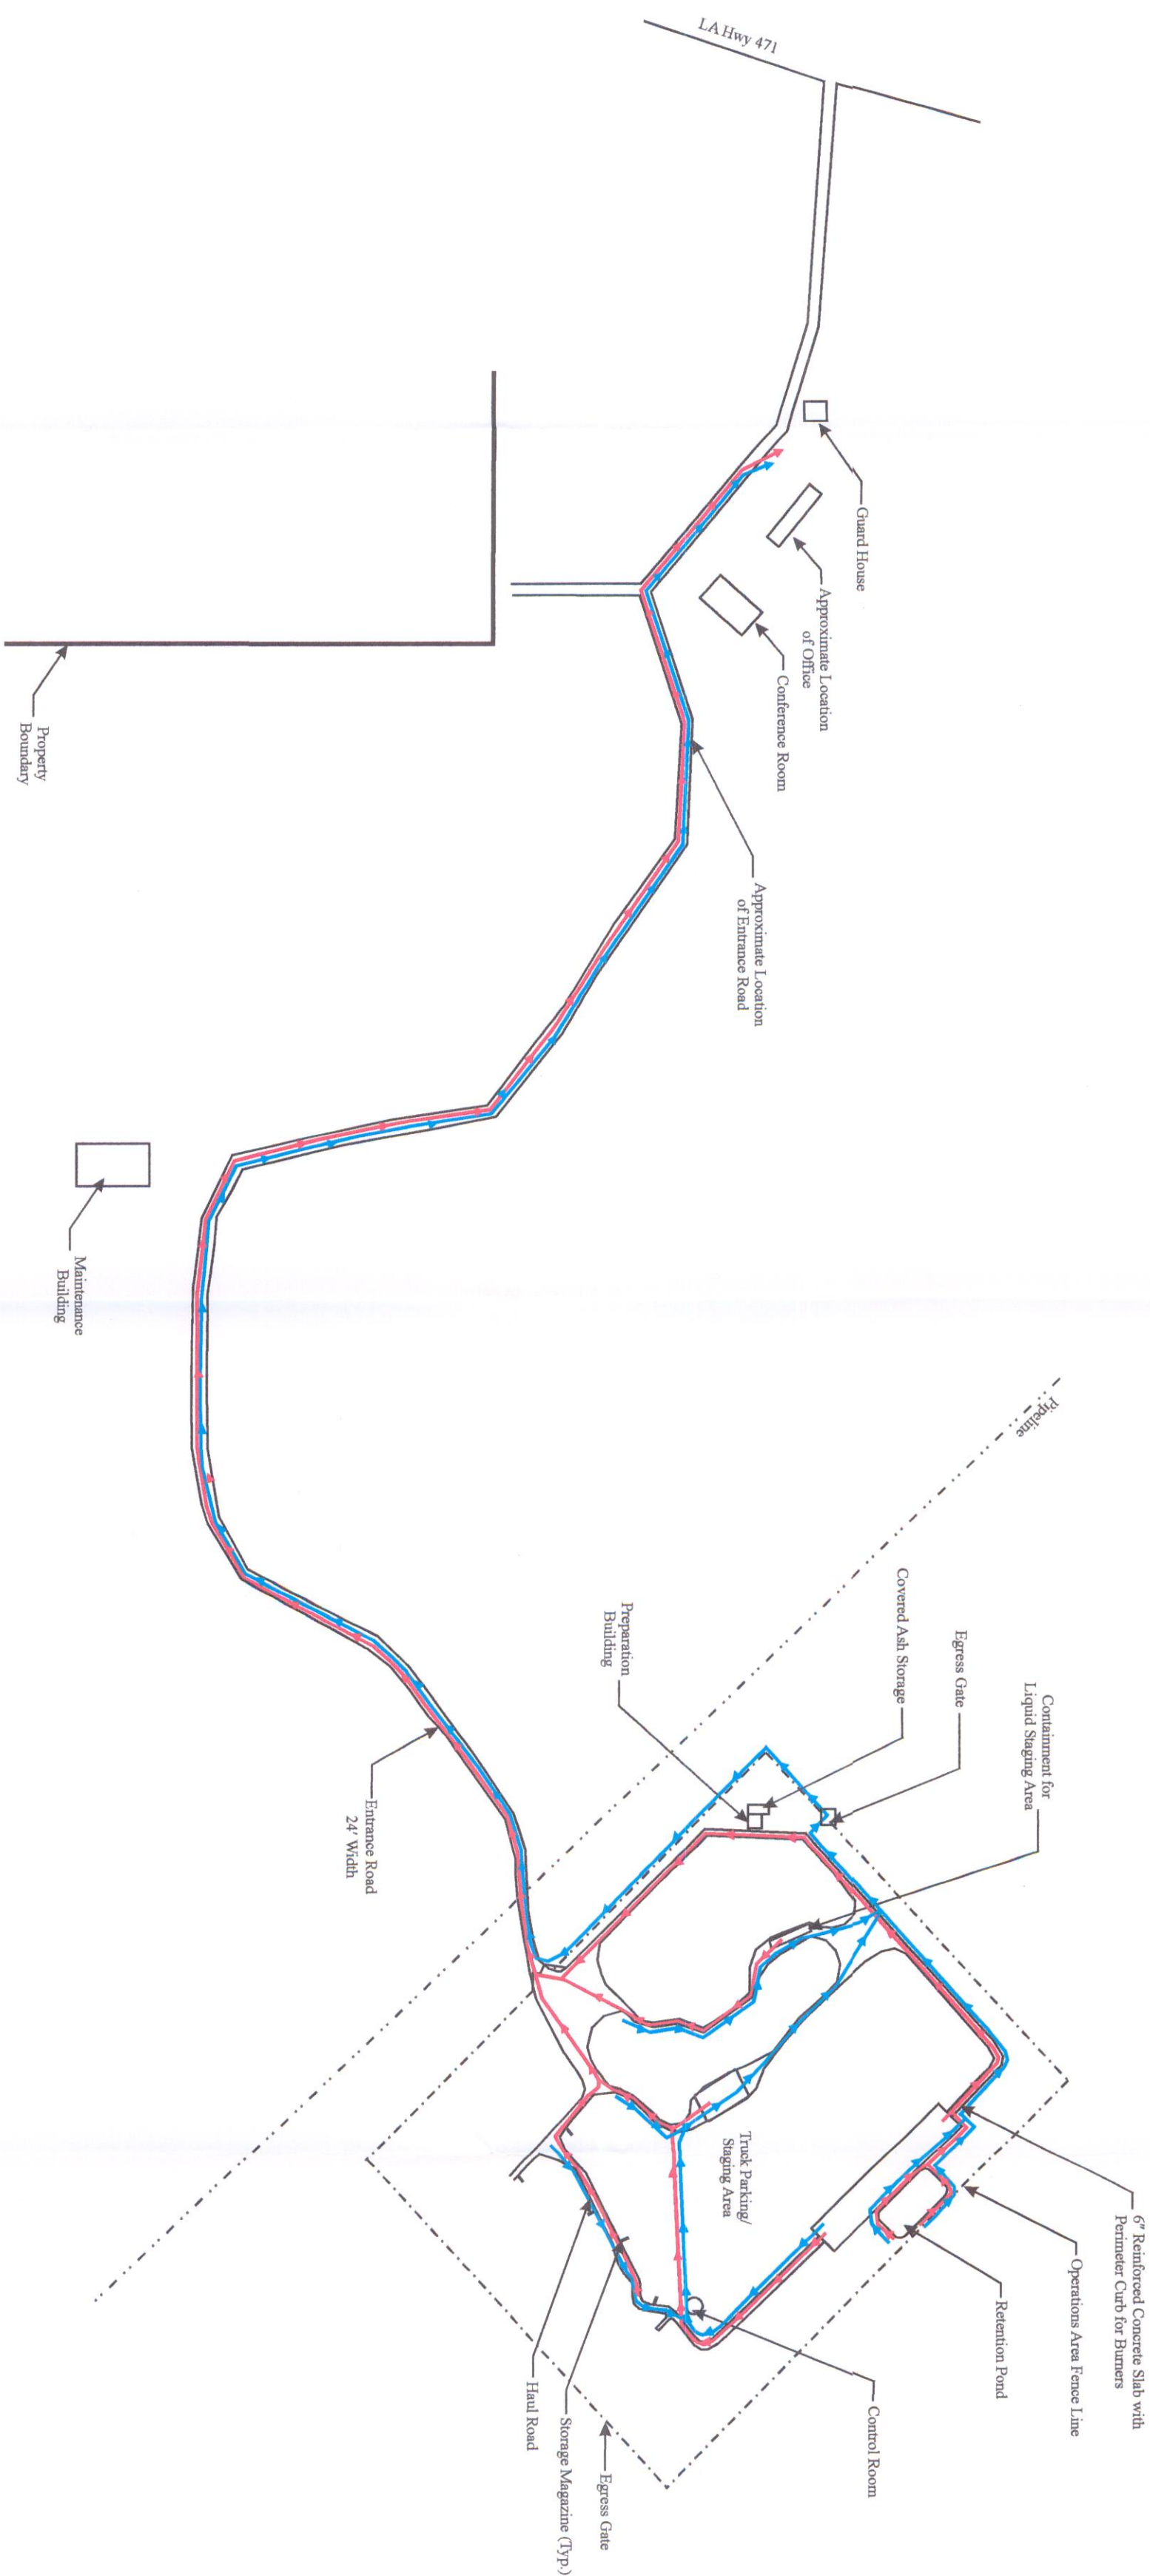 LA Hwy 471
Guard House
Approximate Location
of Office
Conference Room
Approximate Location
of Entrance Road
Property
Boundary
Maintenance
Building
Pipeline
Containment for
Liquid Staging Area
Egress Gate
Covered Ash Storage
Preparation
Building
Entrance Road
24' Width
Truck Parking/
Staging Area
6" Reinforced Concrete Slab with
Perimeter Curb for Burners
Operations Area Fence Line
Retention Pond
Control Room
Egress Gate
Storage Magazine (Typ.)
Haul Road